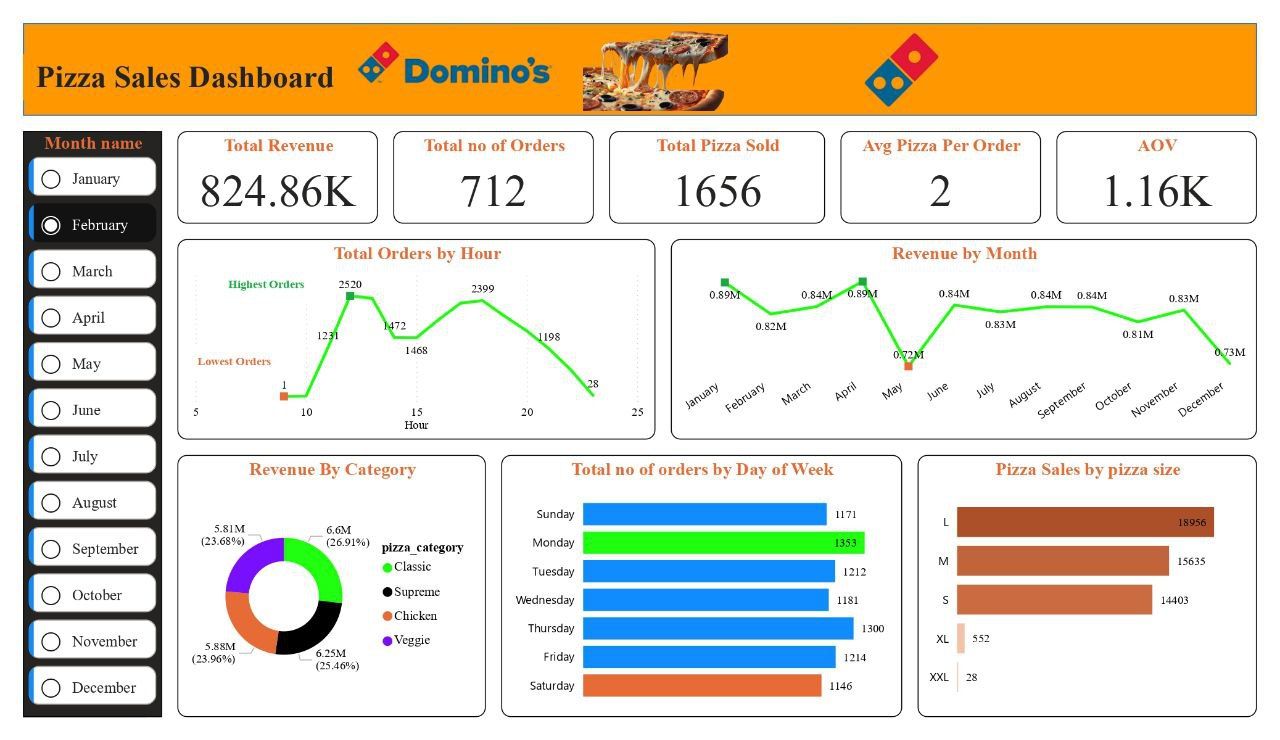 Pizza Sales Dashboard
Domino's
Month name
January
February
March
April
May
June
July
August
September
October
November
December
Total Revenue
824.86K
Total no of Orders
712
Total Pizza Sold
1656
Avg Pizza Per Order
2
AOV
1.16K
Total Orders by Hour
Highest Orders
2520
2399
1231
1472
1468
1198
Lowest Orders
1
28
5 10 15 20 25
Hour
Revenue by Month
0.89M
0.82M
0.84M
0.89M
0.72M
0.84M
0.83M
0.84M
0.84M
0.81M
0.83M
0.73M
January
February
March
April
May
June
July
August
September
October
November
December
Revenue By Category
5.81M
(23.68%)
6.6M
(26.91%)
5.88M
(23.96%)
6.25M
(25.46%)
pizza_category
Classic
Supreme
Chicken
Veggie
Total no of orders by Day of Week
Sunday 1171
Monday 1353
Tuesday 1212
Wednesday 1181
Thursday 1300
Friday 1214
Saturday 1146
Pizza Sales by pizza size
L 18956
M 15635
S 14403
XL 552
XXL 28